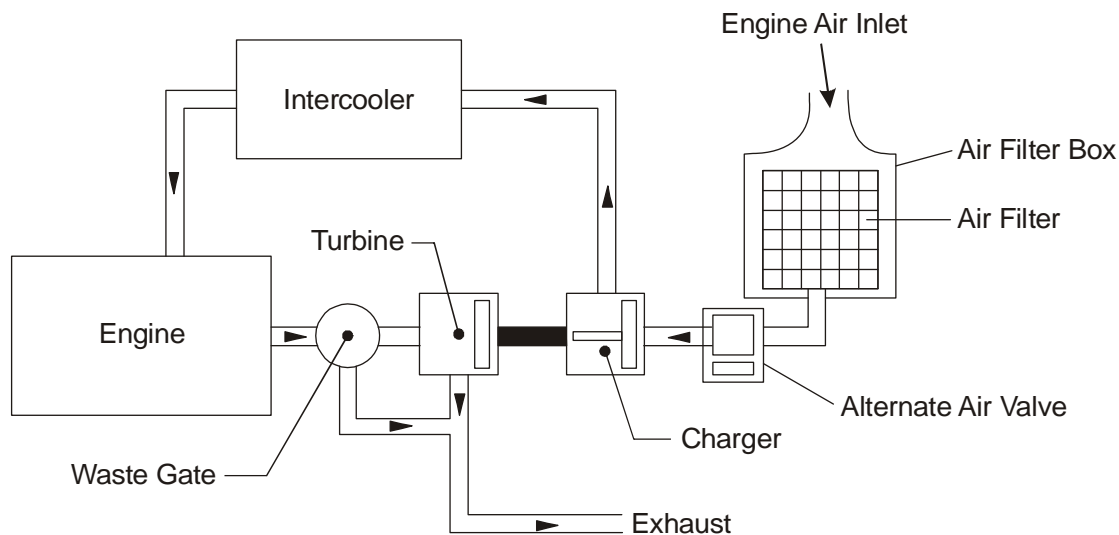 Engine Air Inlet
Intercooler
Air Filter Box
Air Filter
Turbine
Engine
Alternate Air Valve
Charger
Waste Gate
Exhaust